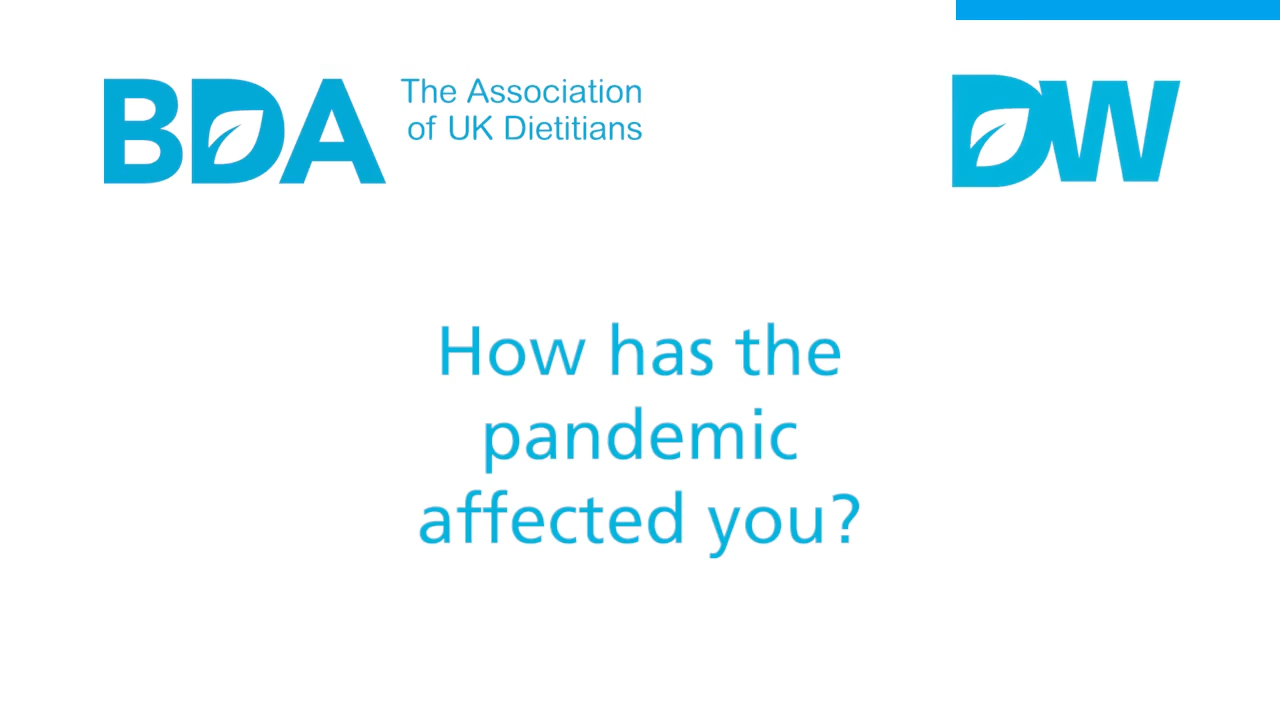 BDA
The Association
of UK Dietitians
DW
How has the
pandemic
affected you?